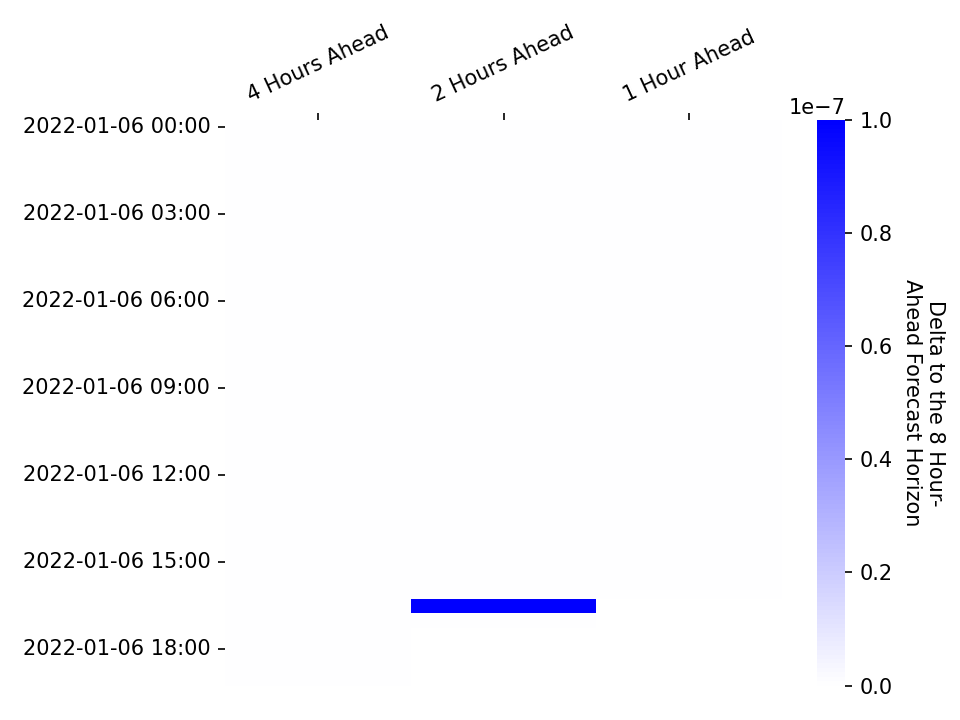 4 Hours Ahead
2 Hours Ahead
1 Hour Ahead
2022-01-06 00:00
2022-01-06 03:00
2022-01-06 06:00
2022-01-06 09:00
2022-01-06 12:00
2022-01-06 15:00
2022-01-06 18:00
1e−7
1.0
0.8
0.6
0.4
0.2
0.0
Delta to the 8 Hour-
Ahead Forecast Horizon